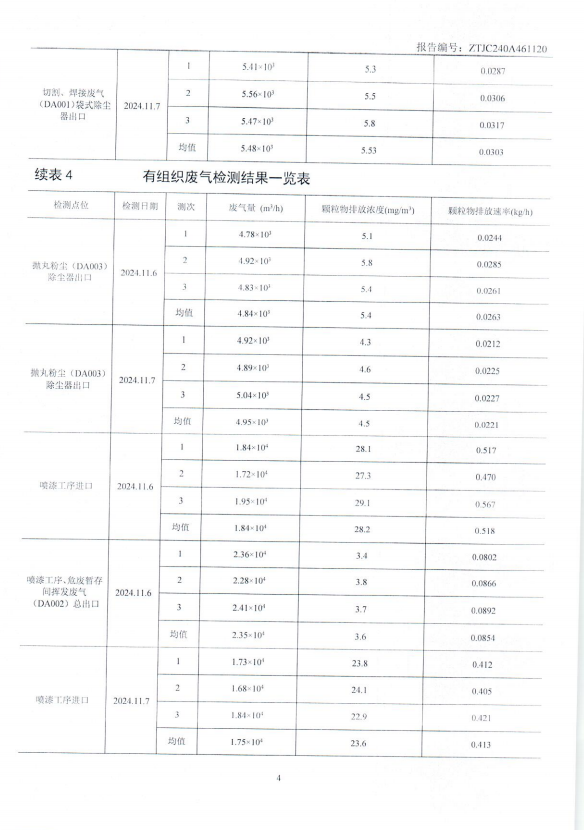 报告编号：ZTJC240A461120
切割、焊接废气（DA001）袋式除尘器出口 2024.11.7 1 5.41×10³ 5.3 0.0287
2 5.56×10³ 5.5 0.0306
3 5.47×10³ 5.8 0.0317
均值 5.48×10³ 5.53 0.0303
续表 4 有组织废气检测结果一览表
检测点位 检测日期 测次 废气量 (m³/h) 颗粒物排放浓度(mg/m³) 颗粒物排放速率(kg/h)
抛丸粉尘（DA003）除尘器出口 2024.11.6 1 4.78×10³ 5.1 0.0244
2 4.92×10³ 5.8 0.0285
3 4.83×10³ 5.4 0.0261
均值 4.84×10³ 5.4 0.0263
抛丸粉尘（DA003）除尘器出口 2024.11.7 1 4.92×10³ 4.3 0.0212
2 4.89×10³ 4.6 0.0225
3 5.04×10³ 4.5 0.0227
均值 4.95×10³ 4.5 0.0221
喷漆工序进口 2024.11.6 1 1.84×10⁴ 28.1 0.517
2 1.72×10⁴ 27.3 0.470
3 1.95×10⁴ 29.1 0.567
均值 1.84×10⁴ 28.2 0.518
喷漆工序、危废暂存间挥发废气（DA002）总出口 2024.11.6 1 2.36×10⁴ 3.4 0.0802
2 2.28×10⁴ 3.8 0.0866
3 2.41×10⁴ 3.7 0.0892
均值 2.35×10⁴ 3.6 0.0854
喷漆工序进口 2024.11.7 1 1.73×10⁴ 23.8 0.412
2 1.68×10⁴ 24.1 0.405
3 1.84×10⁴ 22.9 0.421
均值 1.75×10⁴ 23.6 0.413
4